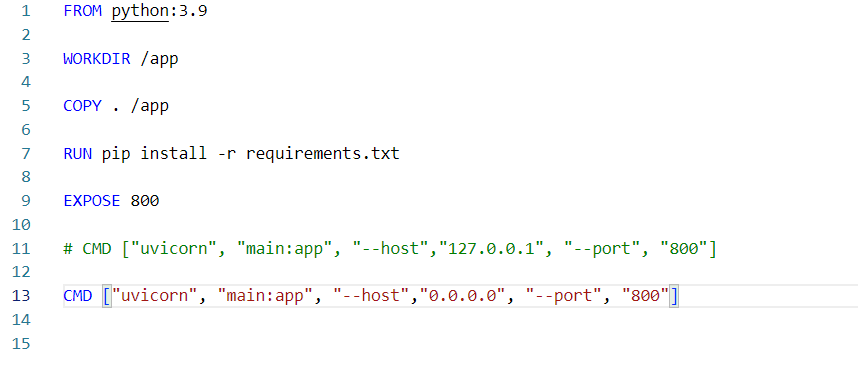 1 FROM python:3.9
2
3 WORKDIR /app
4
5 COPY . /app
6
7 RUN pip install -r requirements.txt
8
9 EXPOSE 800
10
11 # CMD ["uvicorn", "main:app", "--host","127.0.0.1", "--port", "800"]
12
13 CMD ["uvicorn", "main:app", "--host","0.0.0.0", "--port", "800"]
14
15